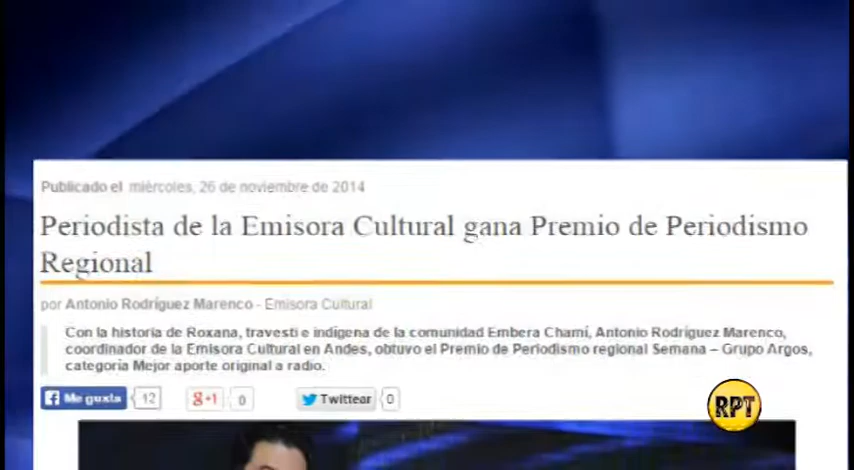 Publicado el miércoles, 26 de noviembre de 2014
Periodista de la Emisora Cultural gana Premio de Periodismo
Regional
por Antonio Rodríguez Marenco - Emisora Cultural
Con la historia de Roxana, travesti e indígena de la comunidad Embera Chamí, Antonio Rodríguez Marenco,
coordinador de la Emisora Cultural en Andes, obtuvo el Premio de Periodismo regional Semana – Grupo Argos,
categoria Mejor aporte original a radio.
Me gusta 12 g+1 0 Twittear 0
RPT